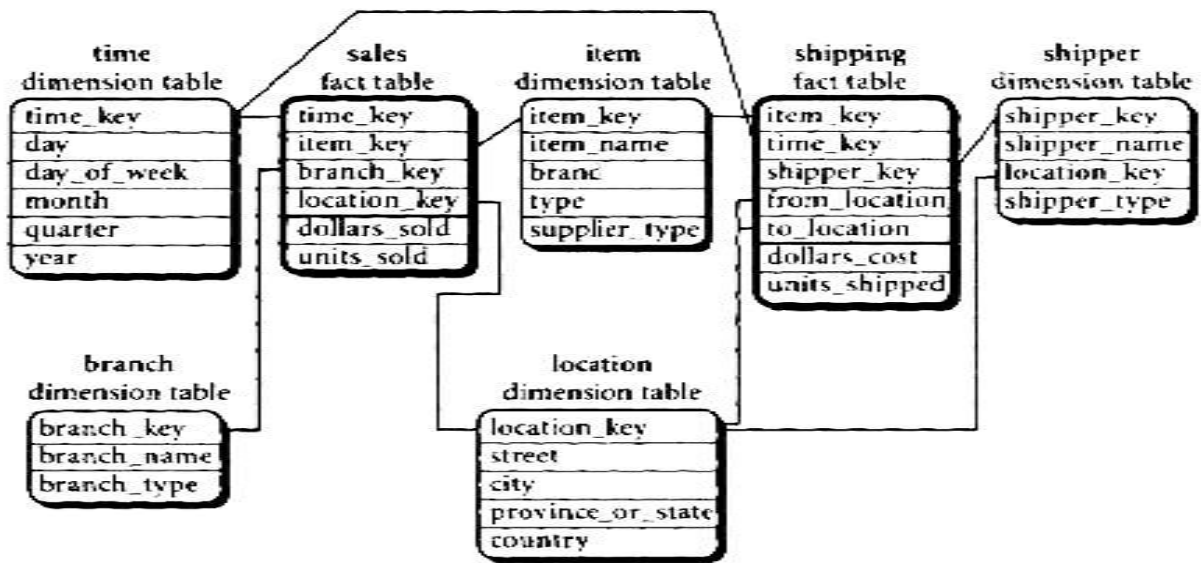 time
dimension table
time_key
day
day_of_week
month
quarter
year
sales
fact table
time_key
item_key
branch_key
location_key
dollars_sold
units_sold
item
dimension table
item_key
item_name
branc
type
supplier_type
shipping
fact table
item_key
time_key
shipper_key
from_location
to_location
dollars_cost
units_shipped
shipper
dimension table
shipper_key
shipper_name
location_key
shipper_type
branch
dimension table
branch_key
branch_name
branch_type
location
dimension table
location_key
street
city
province_or_state
country